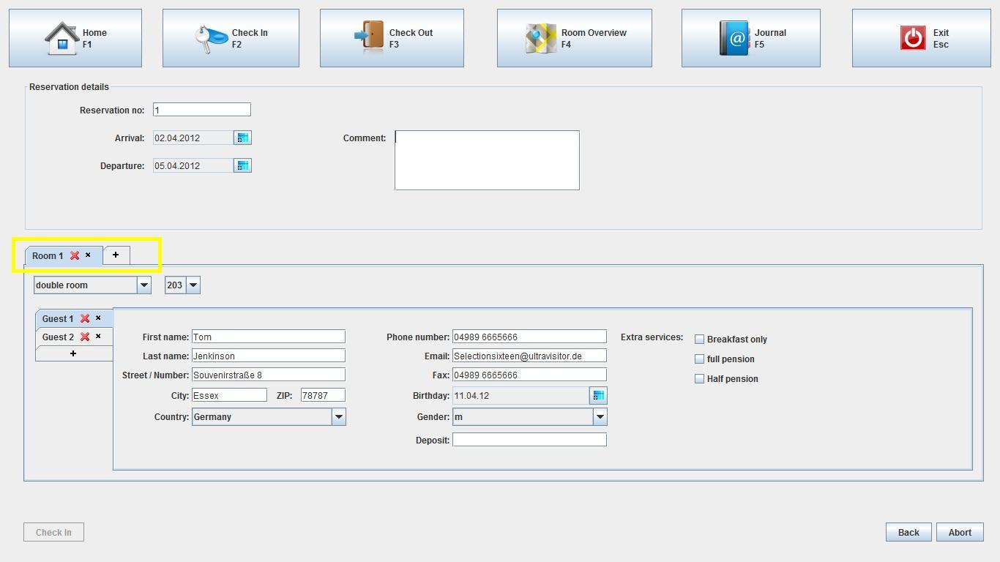 Home
F1
Check In
F2
Check Out
F3
Room Overview
F4
Journal
F5
Exit
Esc
Reservation details
Reservation no: 1
Arrival: 02.04.2012
Comment:
Departure: 05.04.2012
Room 1 x +
double room 203
Guest 1 x
Guest 2 x
+
First name: Tom
Phone number: 04989 6665666
Extra services:
Breakfast only
Last name: Jenkinson
Email: Selectionsixteen@ultravisitor.de
full pension
Street / Number: Souvenirstraße 8
Fax: 04989 6665666
Half pension
City: Essex ZIP: 78787
Birthday: 11.04.12
Country: Germany
Gender: m
Deposit:
Check In
Back
Abort